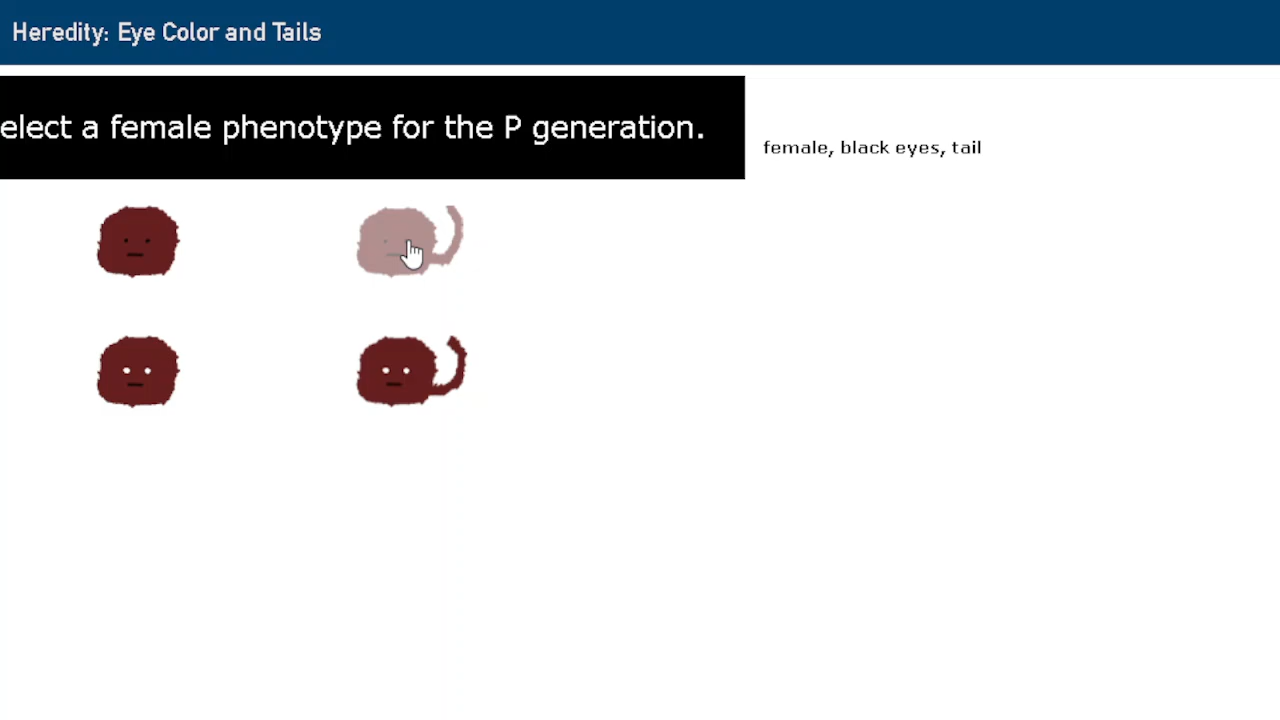 Heredity: Eye Color and Tails
elect a female phenotype for the P generation.
female, black eyes, tail